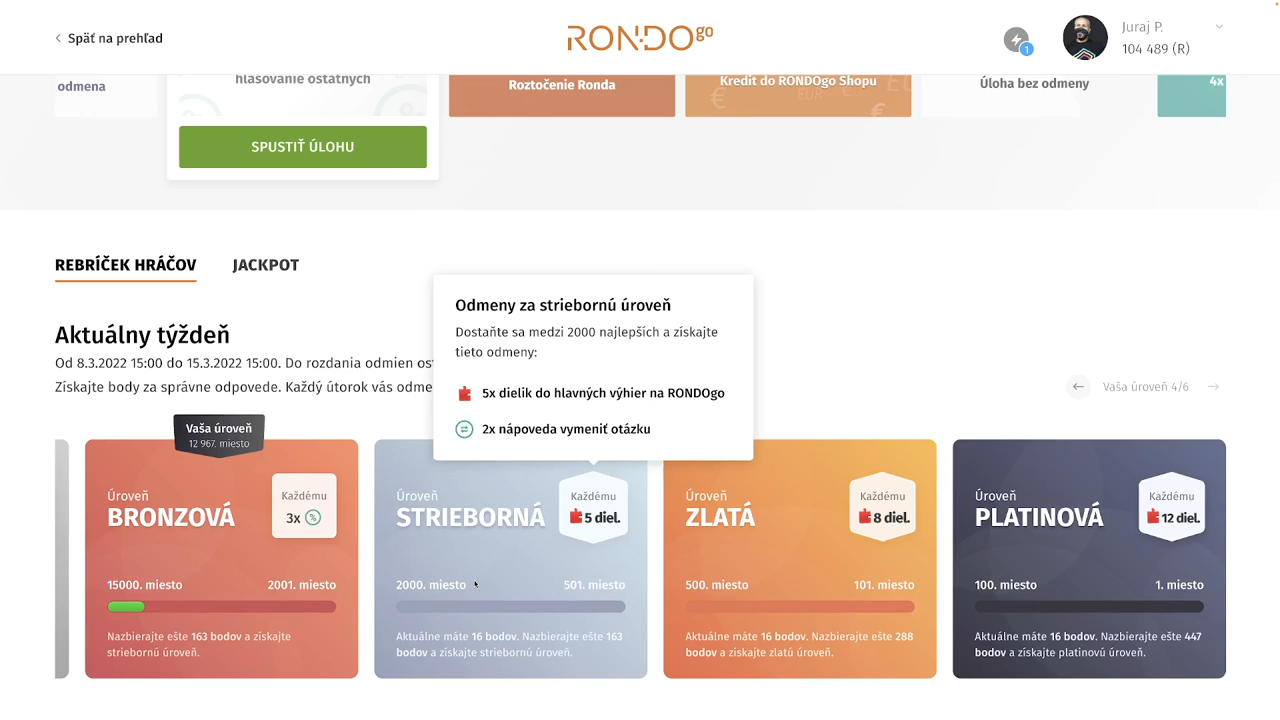 Späť na prehľad
RONDO go
1
Juraj P.
104 489 (R)
odmena
hlasovanie ostatných
SPUSTIŤ ÚLOHU
Roztočenie Ronda
Kredit do RONDOgo Shopu
€
EUR
€
Úloha bez odmeny
4x
REBRÍČEK HRÁČOV
JACKPOT
Aktuálny týždeň
Od 8.3.2022 15:00 do 15.3.2022 15:00. Do rozdania odmien os
Získajte body za správne odpovede. Každý útorok vás odme
Odmeny za striebornú úroveň
Dostaňte sa medzi 2000 najlepších a získajte
tieto odmeny:
5x dielik do hlavných výhier na RONDOgo
2x nápoveda vymeniť otázku
Vaša úroveň 4/6
Vaša úroveň
12 967. miesto
Úroveň
BRONZOVÁ
Každému
3x %
15000. miesto
2001. miesto
Nazbierajte ešte 163 bodov a získajte
striebornú úroveň.
Úroveň
STRIEBORNÁ
Každému
5 diel.
2000. miesto
501. miesto
Aktuálne máte 16 bodov. Nazbierajte ešte 163
bodov a získajte striebornú úroveň.
Úroveň
ZLATÁ
Každému
8 diel.
500. miesto
101. miesto
Aktuálne máte 16 bodov. Nazbierajte ešte 288
bodov a získajte zlatú úroveň.
Úroveň
PLATINOVÁ
Každému
12 diel.
100. miesto
1. miesto
Aktuálne máte 16 bodov. Nazbierajte ešte 447
bodov a získajte platinovú úroveň.